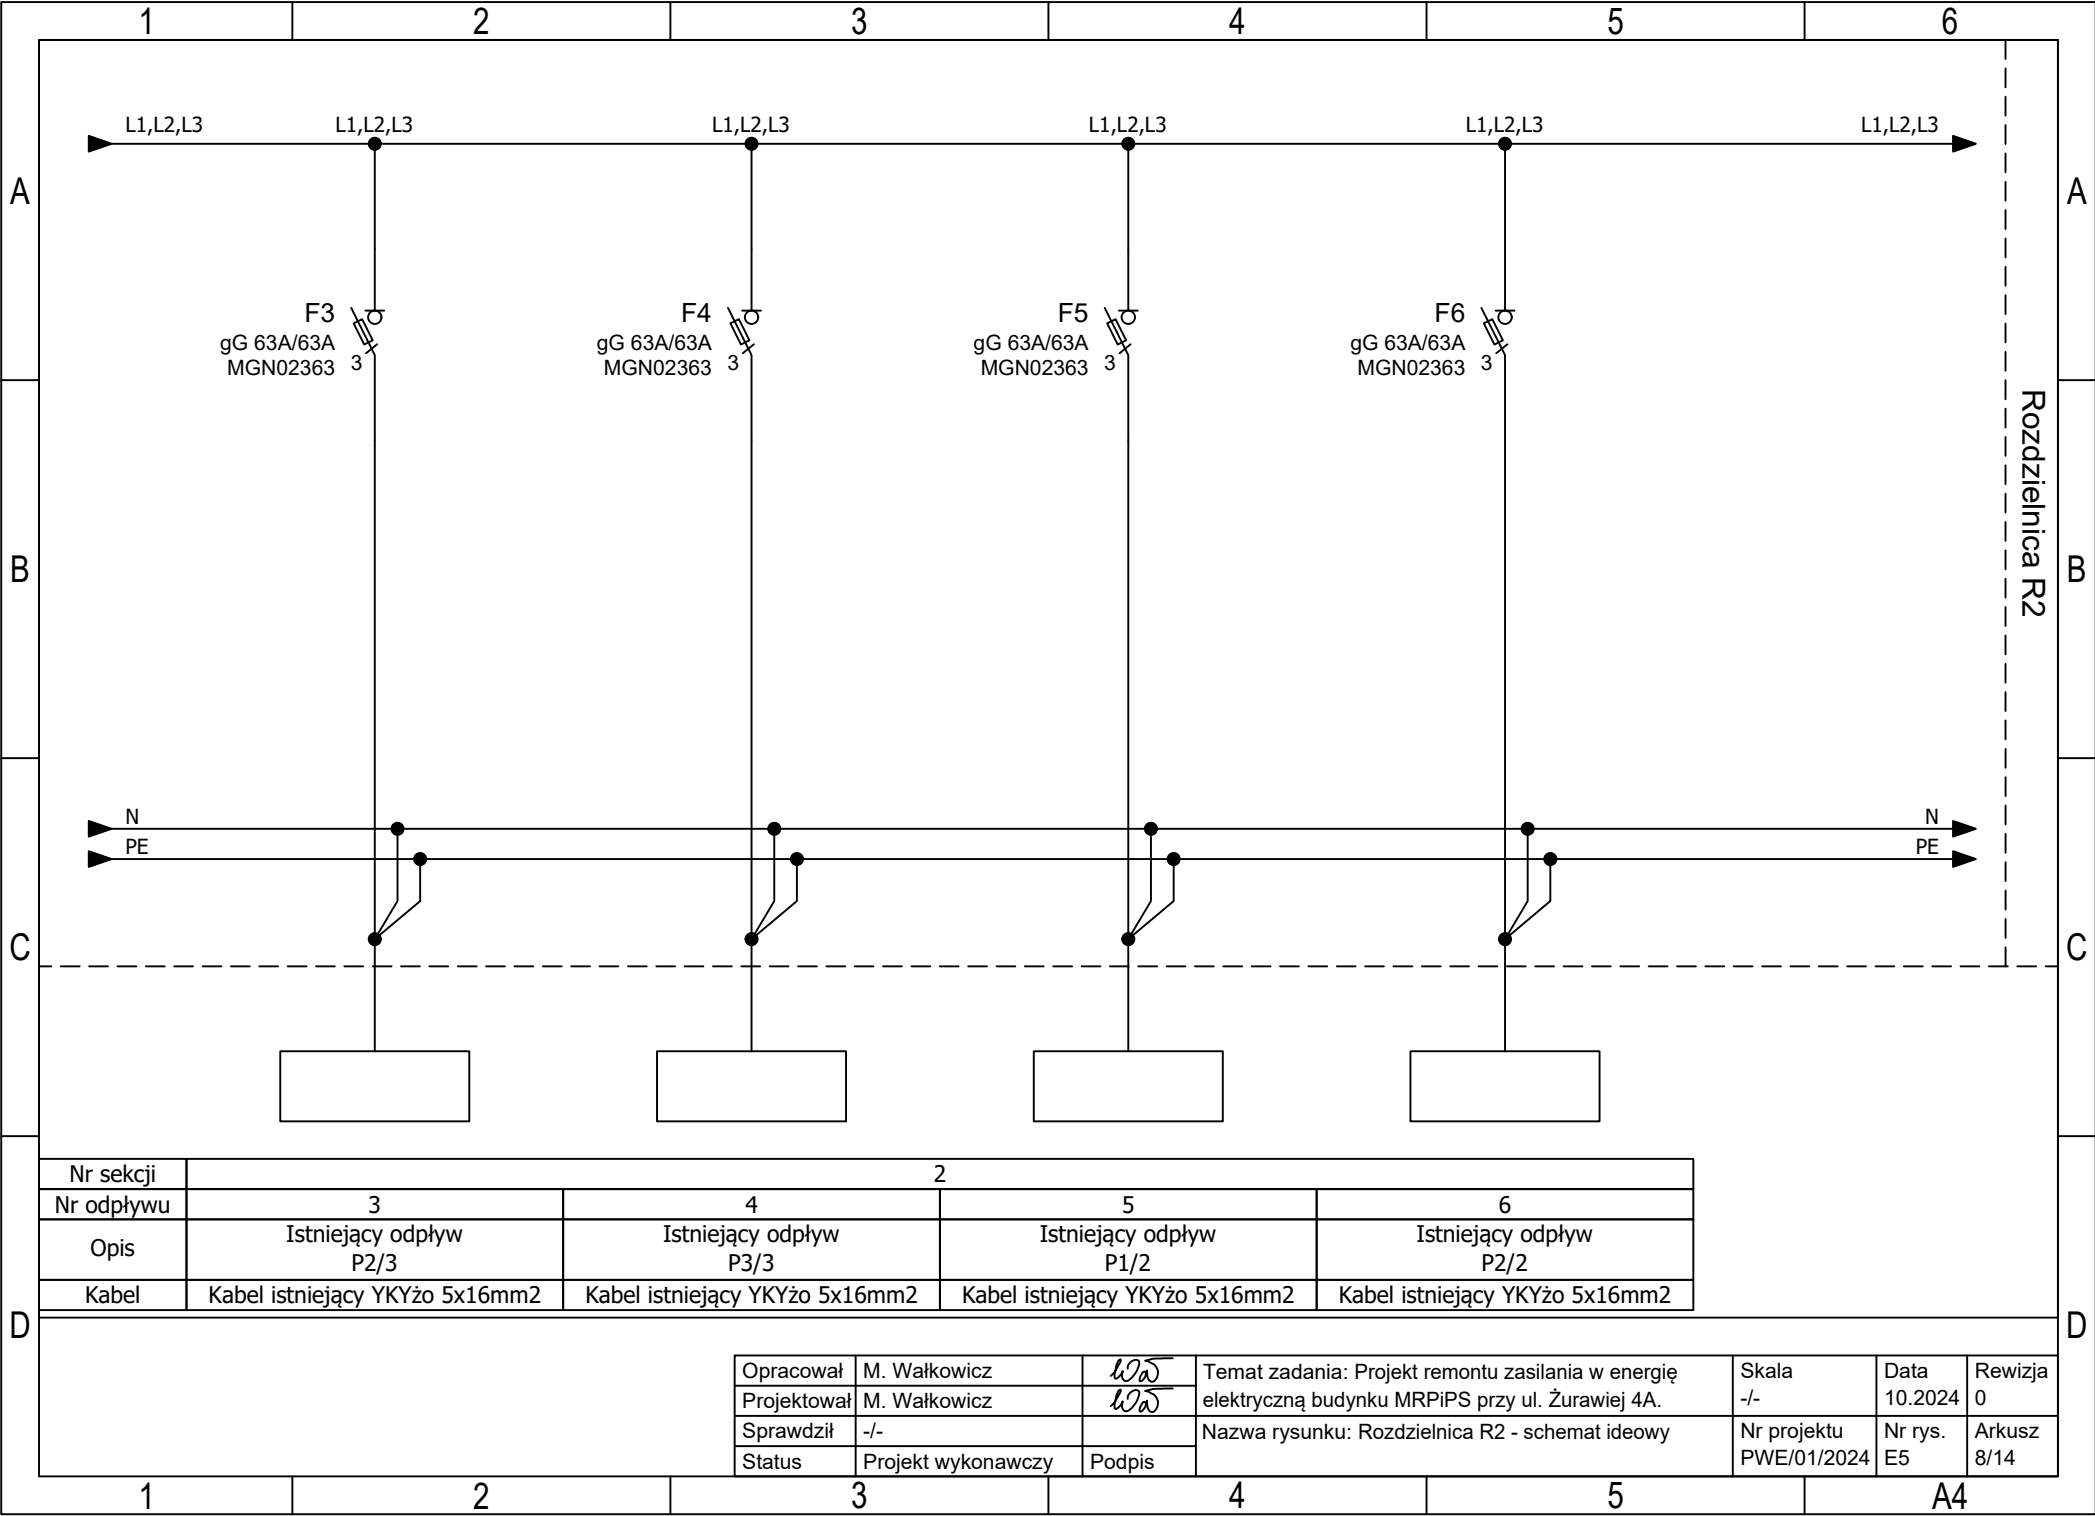 1 2 3 4 5 6
L1,L2,L3 L1,L2,L3 L1,L2,L3 L1,L2,L3 L1,L2,L3 L1,L2,L3
A A
F3 F4 F5 F6
gG 63A/63A gG 63A/63A gG 63A/63A gG 63A/63A
MGN02363 3 MGN02363 3 MGN02363 3 MGN02363 3
Rozdzielnica R2
B B
N N
PE PE
C C
Nr sekcji 2
Nr odpływu 3 4 5 6
Opis
Istniejący odpływ Istniejący odpływ Istniejący odpływ Istniejący odpływ
P2/3 P3/3 P1/2 P2/2
Kabel Kabel istniejący YKYżo 5x16mm2 Kabel istniejący YKYżo 5x16mm2 Kabel istniejący YKYżo 5x16mm2 Kabel istniejący YKYżo 5x16mm2
D D
Opracował M. Wałkowicz
Projektował M. Wałkowicz
Sprawdził -/-
Status Projekt wykonawczy Podpis
Temat zadania: Projekt remontu zasilania w energię
elektryczną budynku MRPiPS przy ul. Żurawiej 4A.
Nazwa rysunku: Rozdzielnica R2 - schemat ideowy
Skala Data Rewizja
-/- 10.2024 0
Nr projektu Nr rys. Arkusz
PWE/01/2024 E5 8/14
1 2 3 4 5 A4